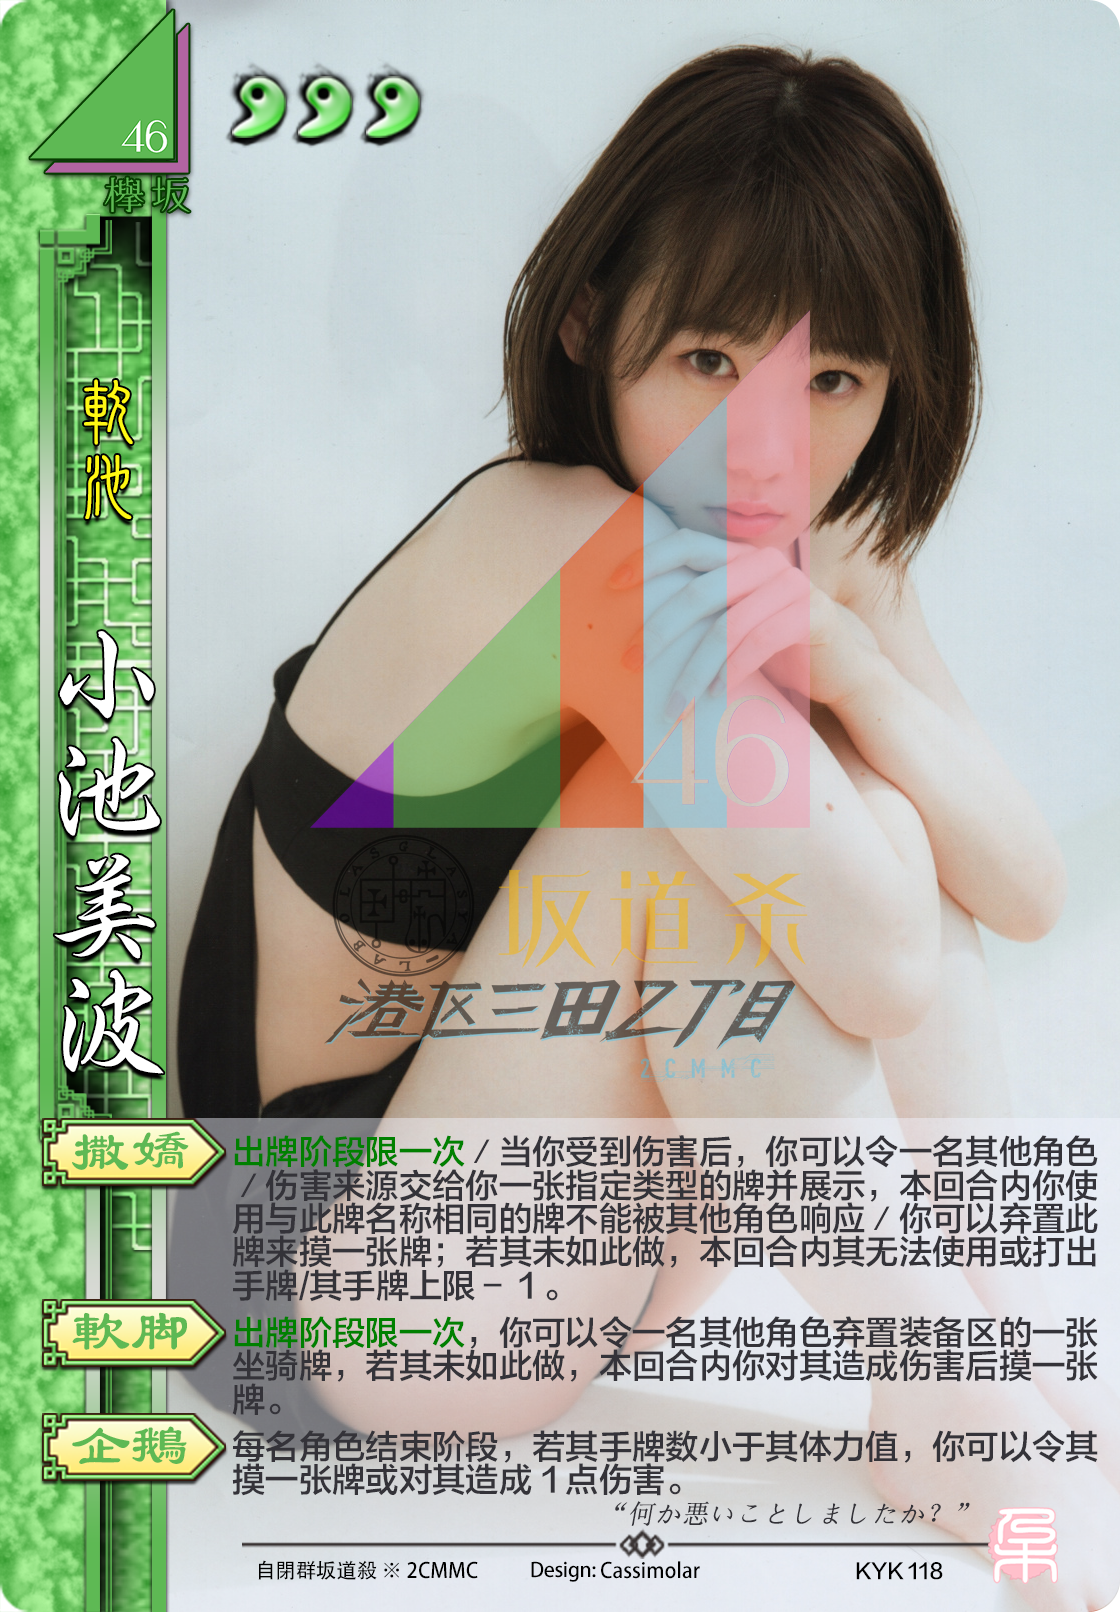 46
欅坂
軟池
小池美波
46
坂道杀
港区三田2丁目
2CMMC
撒嬌
出牌阶段限一次 / 当你受到伤害后，你可以令一名其他角色
/ 伤害来源交给你一张指定类型的牌并展示，本回合内你使
用与此牌名称相同的牌不能被其他角色响应 / 你可以弃置此
牌来摸一张牌；若其未如此做，本回合内其无法使用或打出
手牌/其手牌上限－１。
軟脚
出牌阶段限一次，你可以令一名其他角色弃置装备区的一张
坐骑牌，若其未如此做，本回合内你对其造成伤害后摸一张
牌。
企鵝
每名角色结束阶段，若其手牌数小于其体力值，你可以令其
摸一张牌或对其造成１点伤害。
“何か悪いことしましたか？”
自閉群坂道殺 ※ 2CMMC
Design: Cassimolar
KYK 118